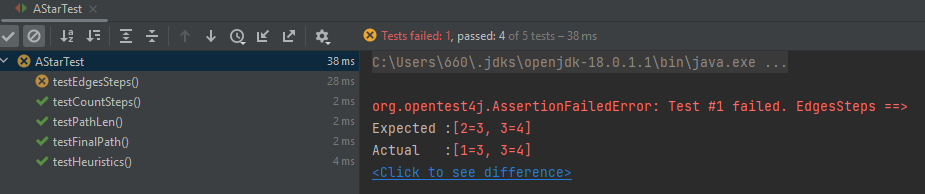 AStarTest ×
Tests failed: 1, passed: 4 of 5 tests – 38 ms
AStarTest 38 ms
testEdgesSteps() 28 ms
testCountSteps() 2 ms
testPathLen() 2 ms
testFinalPath() 2 ms
testHeuristics() 4 ms
C:\Users\660\.jdks\openjdk-18.0.1.1\bin\java.exe ...
org.opentest4j.AssertionFailedError: Test #1 failed. EdgesSteps ==>
Expected :[2=3, 3=4]
Actual :[1=3, 3=4]
<Click to see difference>